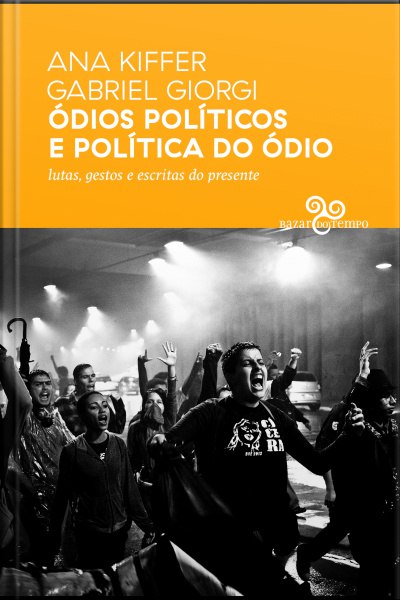 ANA KIFFER
GABRIEL GIORGI
ÓDIOS POLÍTICOS
E POLÍTICA DO ÓDIO
lutas, gestos e escritas do presente
BAZAR DO TEMPO